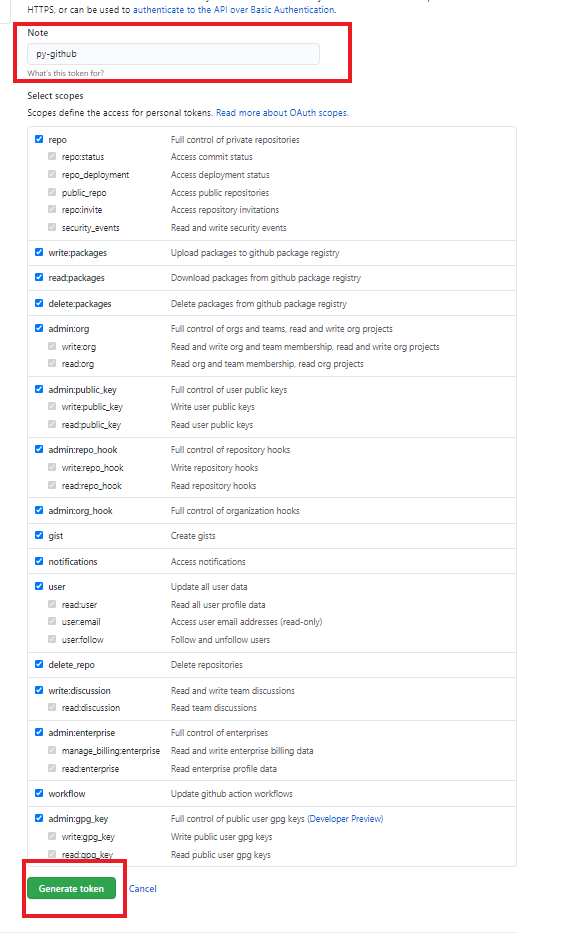 HTTPS, or can be used to authenticate to the API over Basic Authentication.
Note
py-github
What's this token for?
Select scopes
Scopes define the access for personal tokens. Read more about OAuth scopes.
repo Full control of private repositories
repo:status Access commit status
repo_deployment Access deployment status
public_repo Access public repositories
repo:invite Access repository invitations
security_events Read and write security events
write:packages Upload packages to github package registry
read:packages Download packages from github package registry
delete:packages Delete packages from github package registry
admin:org Full control of orgs and teams, read and write org projects
write:org Read and write org and team membership, read and write org projects
read:org Read org and team membership, read org projects
admin:public_key Full control of user public keys
write:public_key Write user public keys
read:public_key Read user public keys
admin:repo_hook Full control of repository hooks
write:repo_hook Write repository hooks
read:repo_hook Read repository hooks
admin:org_hook Full control of organization hooks
gist Create gists
notifications Access notifications
user Update all user data
read:user Read all user profile data
user:email Access user email addresses (read-only)
user:follow Follow and unfollow users
delete_repo Delete repositories
write:discussion Read and write team discussions
read:discussion Read team discussions
admin:enterprise Full control of enterprises
manage_billing:enterprise Read and write enterprise billing data
read:enterprise Read enterprise profile data
workflow Update github action workflows
admin:gpg_key Full control of public user gpg keys (Developer Preview)
write:gpg_key Write public user gpg keys
read:gpg_key Read public user gpg keys
Generate token Cancel